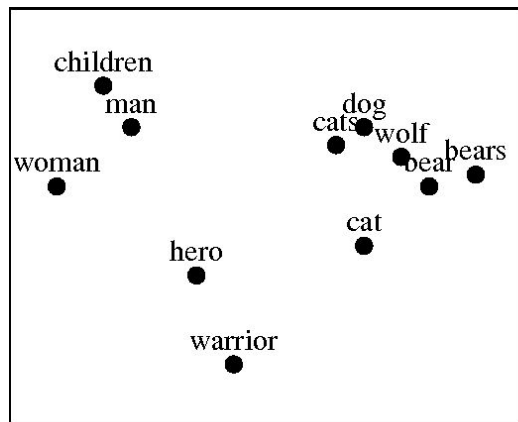 children
man
dog
cats
wolf
woman
bear
bears
cat
hero
warrior